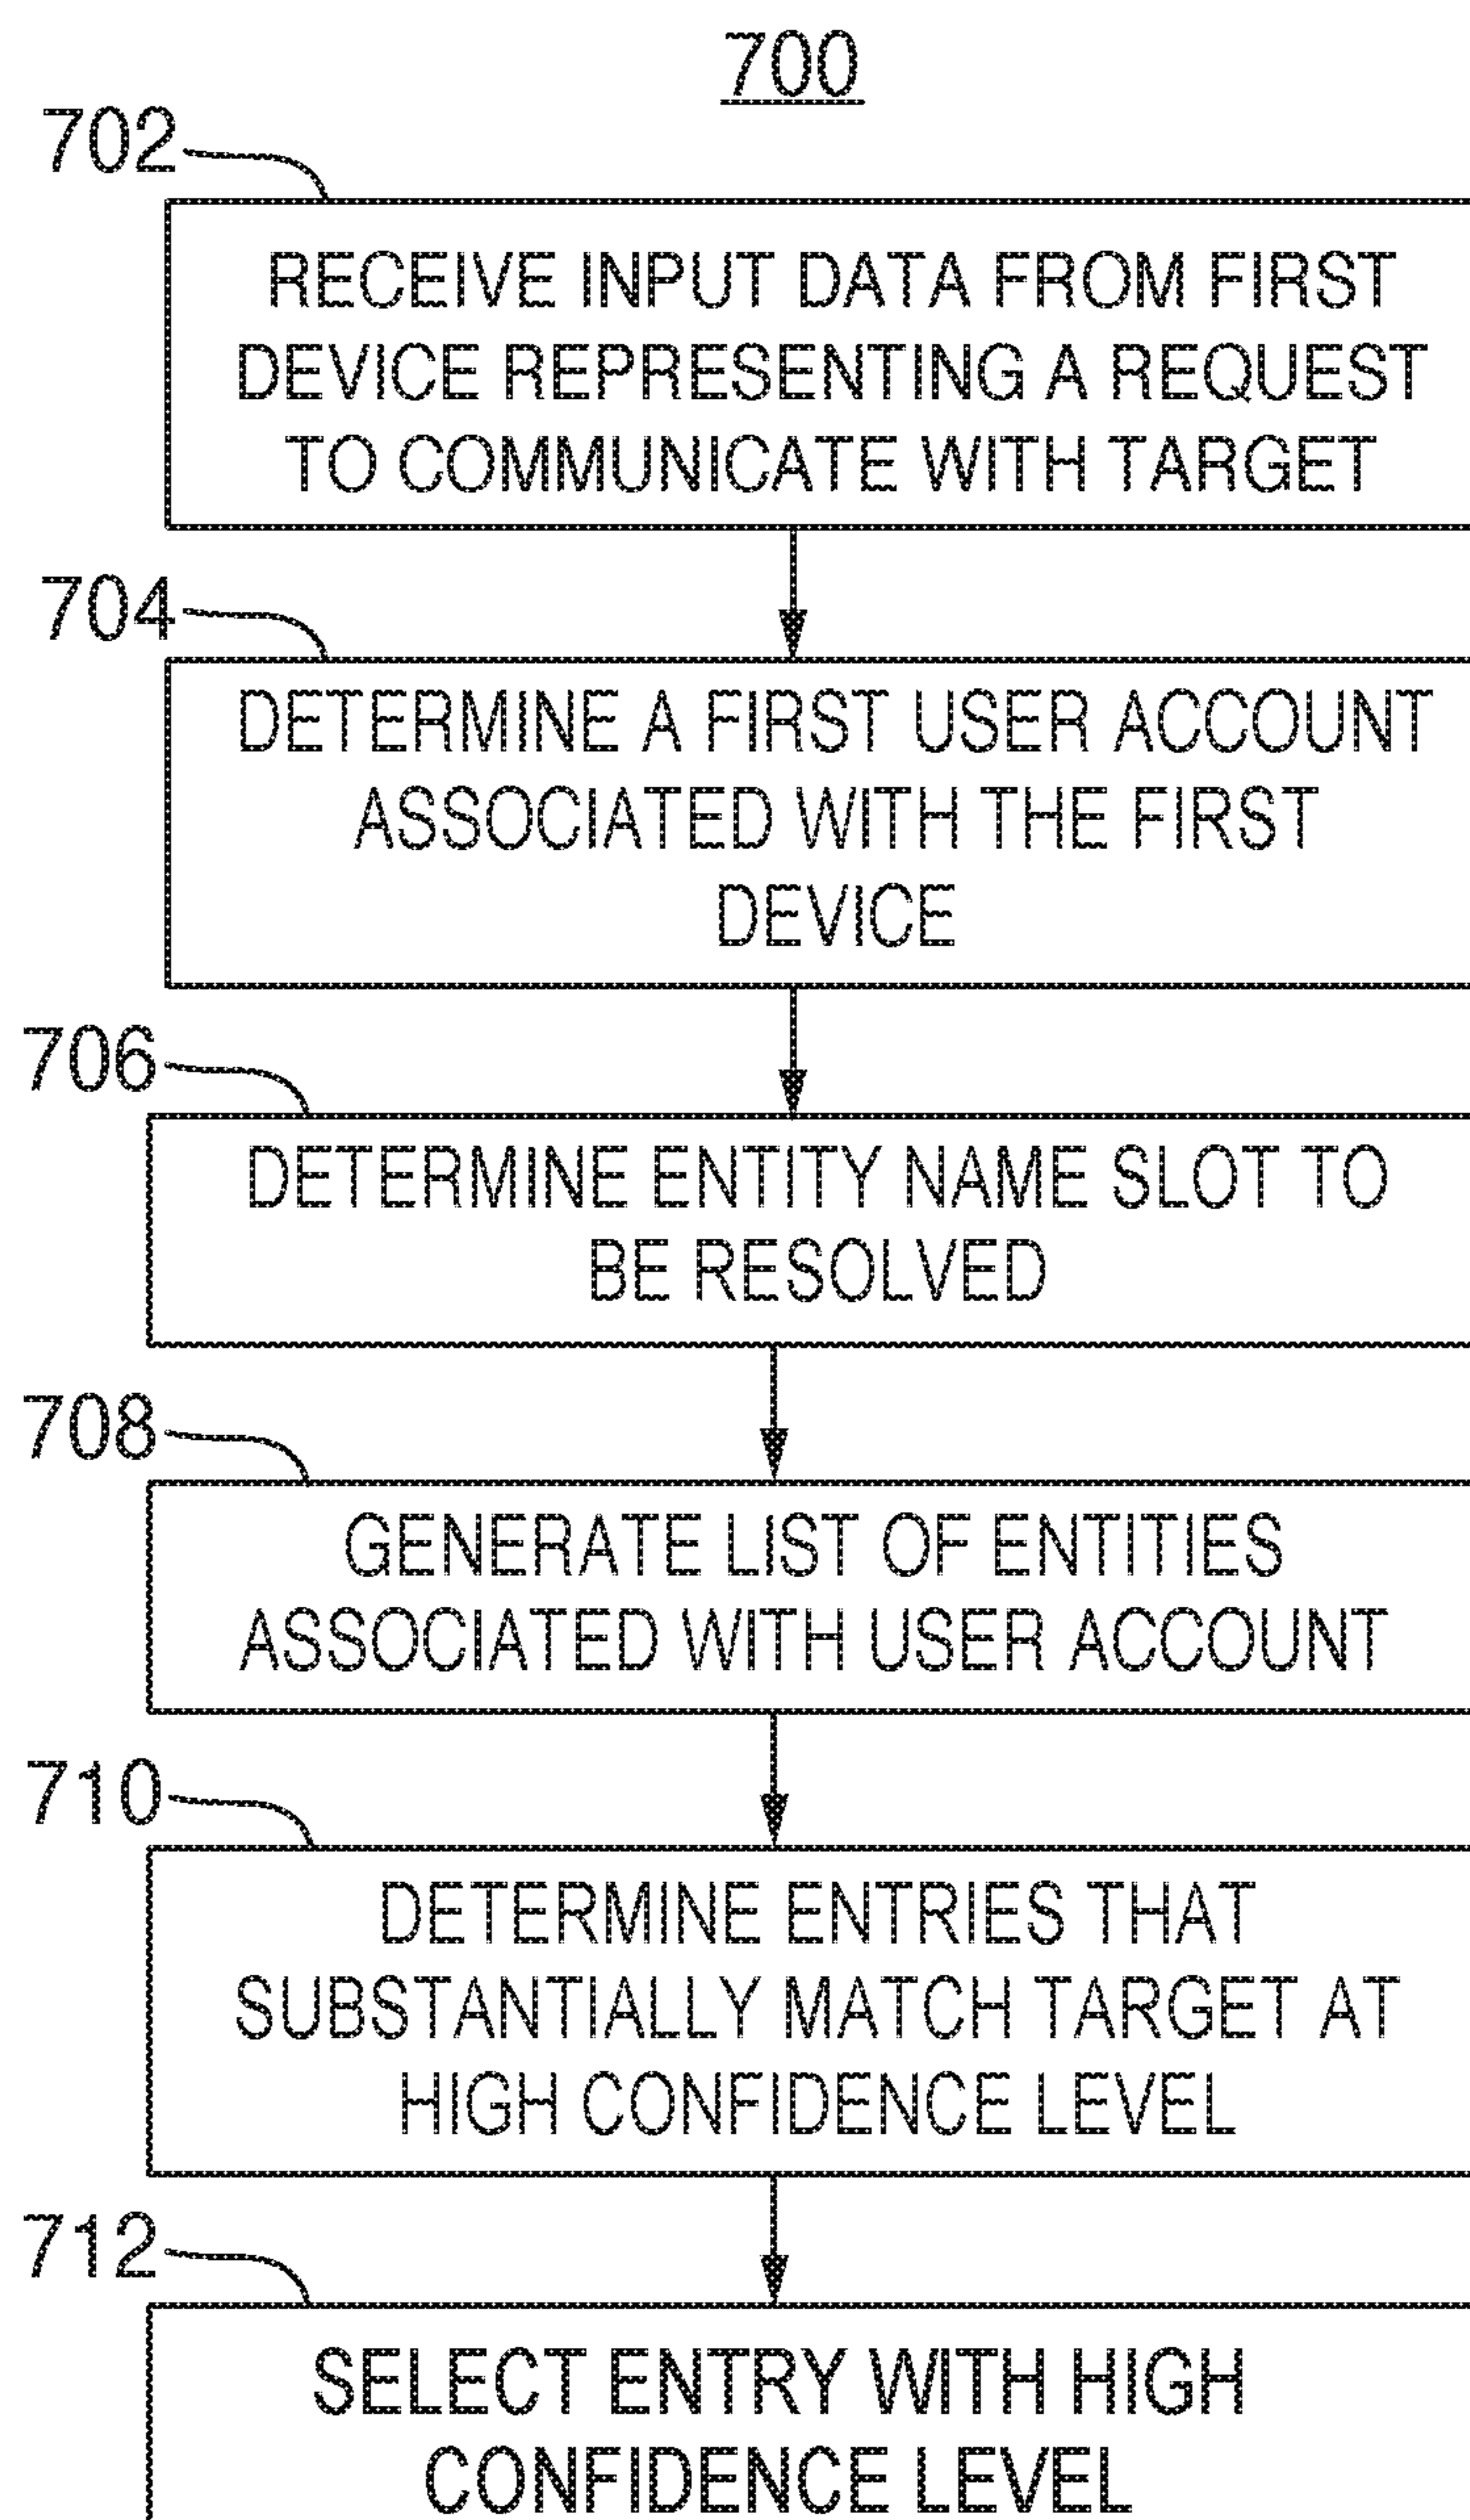 700
702
RECEIVE INPUT DATA FROM FIRST
DEVICE REPRESENTING A REQUEST
TO COMMUNICATE WITH TARGET
704
DETERMINE A FIRST USER ACCOUNT
ASSOCIATED WITH THE FIRST
DEVICE
706
DETERMINE ENTITY NAME SLOT TO
BE RESOLVED
708
GENERATE LIST OF ENTITIES
ASSOCIATED WITH USER ACCOUNT
710
DETERMINE ENTRIES THAT
SUBSTANTIALLY MATCH TARGET AT
HIGH CONFIDENCE LEVEL
712
SELECT ENTRY WITH HIGH
CONFIDENCE LEVEL